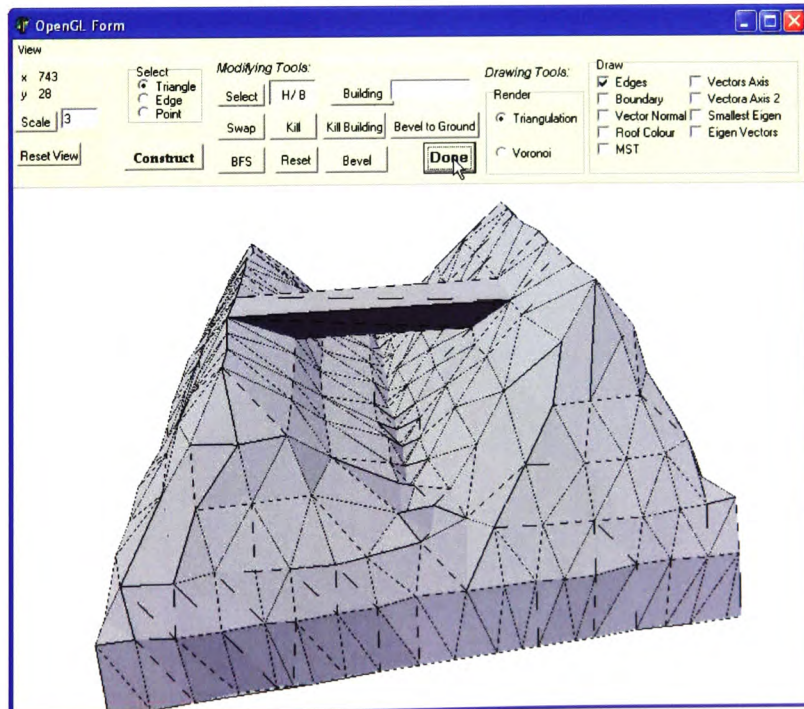 OpenGL Form
View
x 743
y 28
Scale 3
Reset View
Select
Triangle
Edge
Point
Construct
Modifying Tools:
Select H/B Building
Swap Kill Kill Building Bevel to Ground
BFS Reset Bevel Done
Drawing Tools:
Render
Triangulation
Voronoi
Draw
Edges Vectors Axis
Boundary Vectora Axis 2
Vector Normal Smallest Eigen
Roof Colour Eigen Vectors
MST